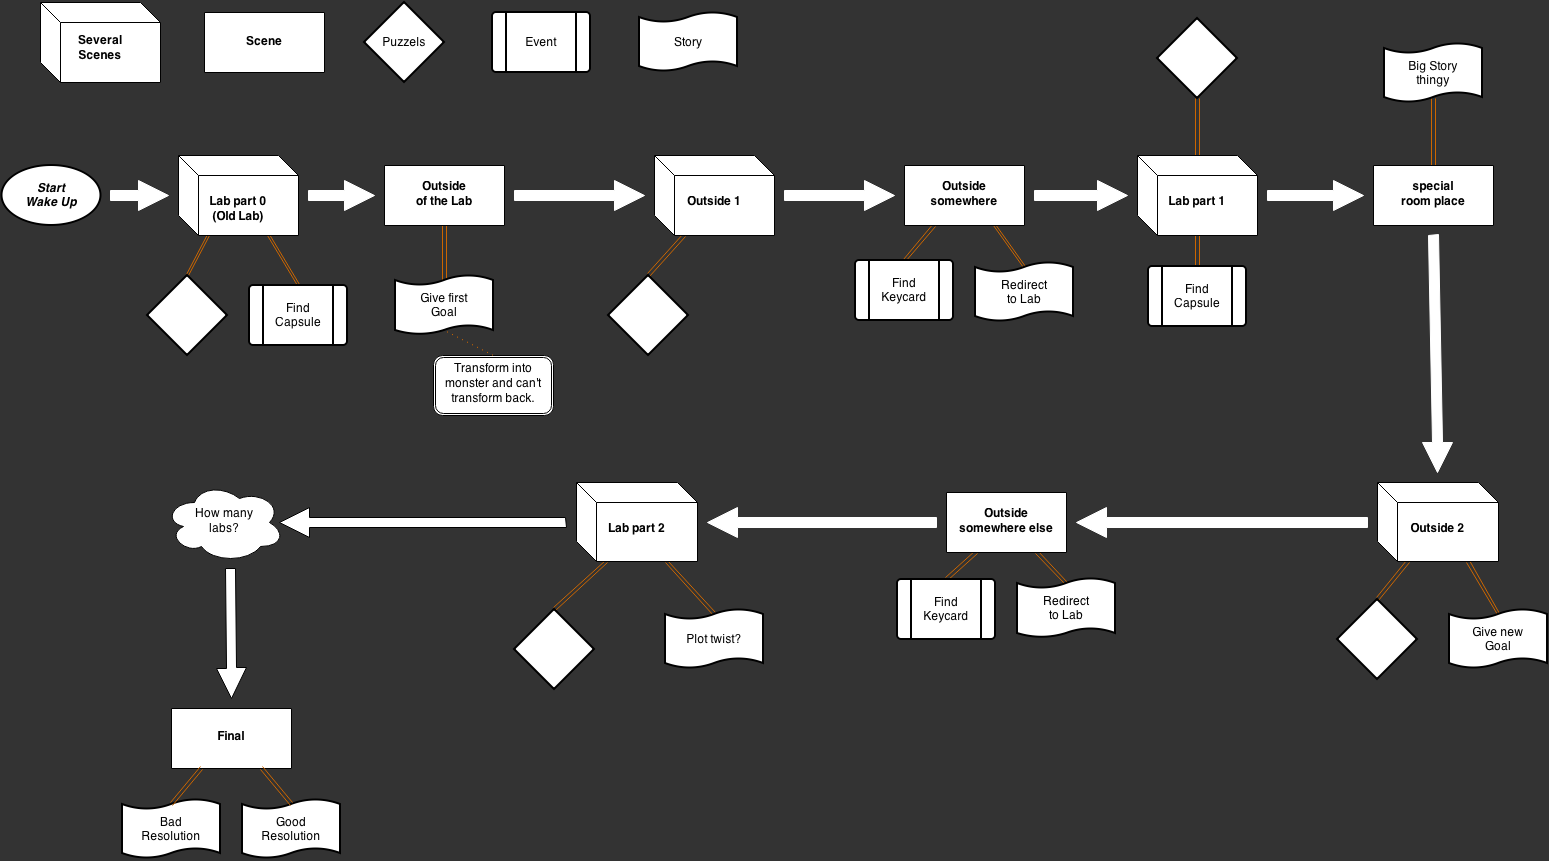 Several
Scenes
Scene
Puzzels
Event
Story
Big Story
thingy
Start
Wake Up
Lab part 0
(Old Lab)
Outside
of the Lab
Outside 1
Outside
somewhere
Lab part 1
special
room place
Find
Capsule
Give first
Goal
Find
Keycard
Redirect
to Lab
Find
Capsule
Transform into
monster and can't
transform back.
How many
labs?
Lab part 2
Outside
somewhere else
Outside 2
Plot twist?
Find
Keycard
Redirect
to Lab
Give new
Goal
Final
Bad
Resolution
Good
Resolution